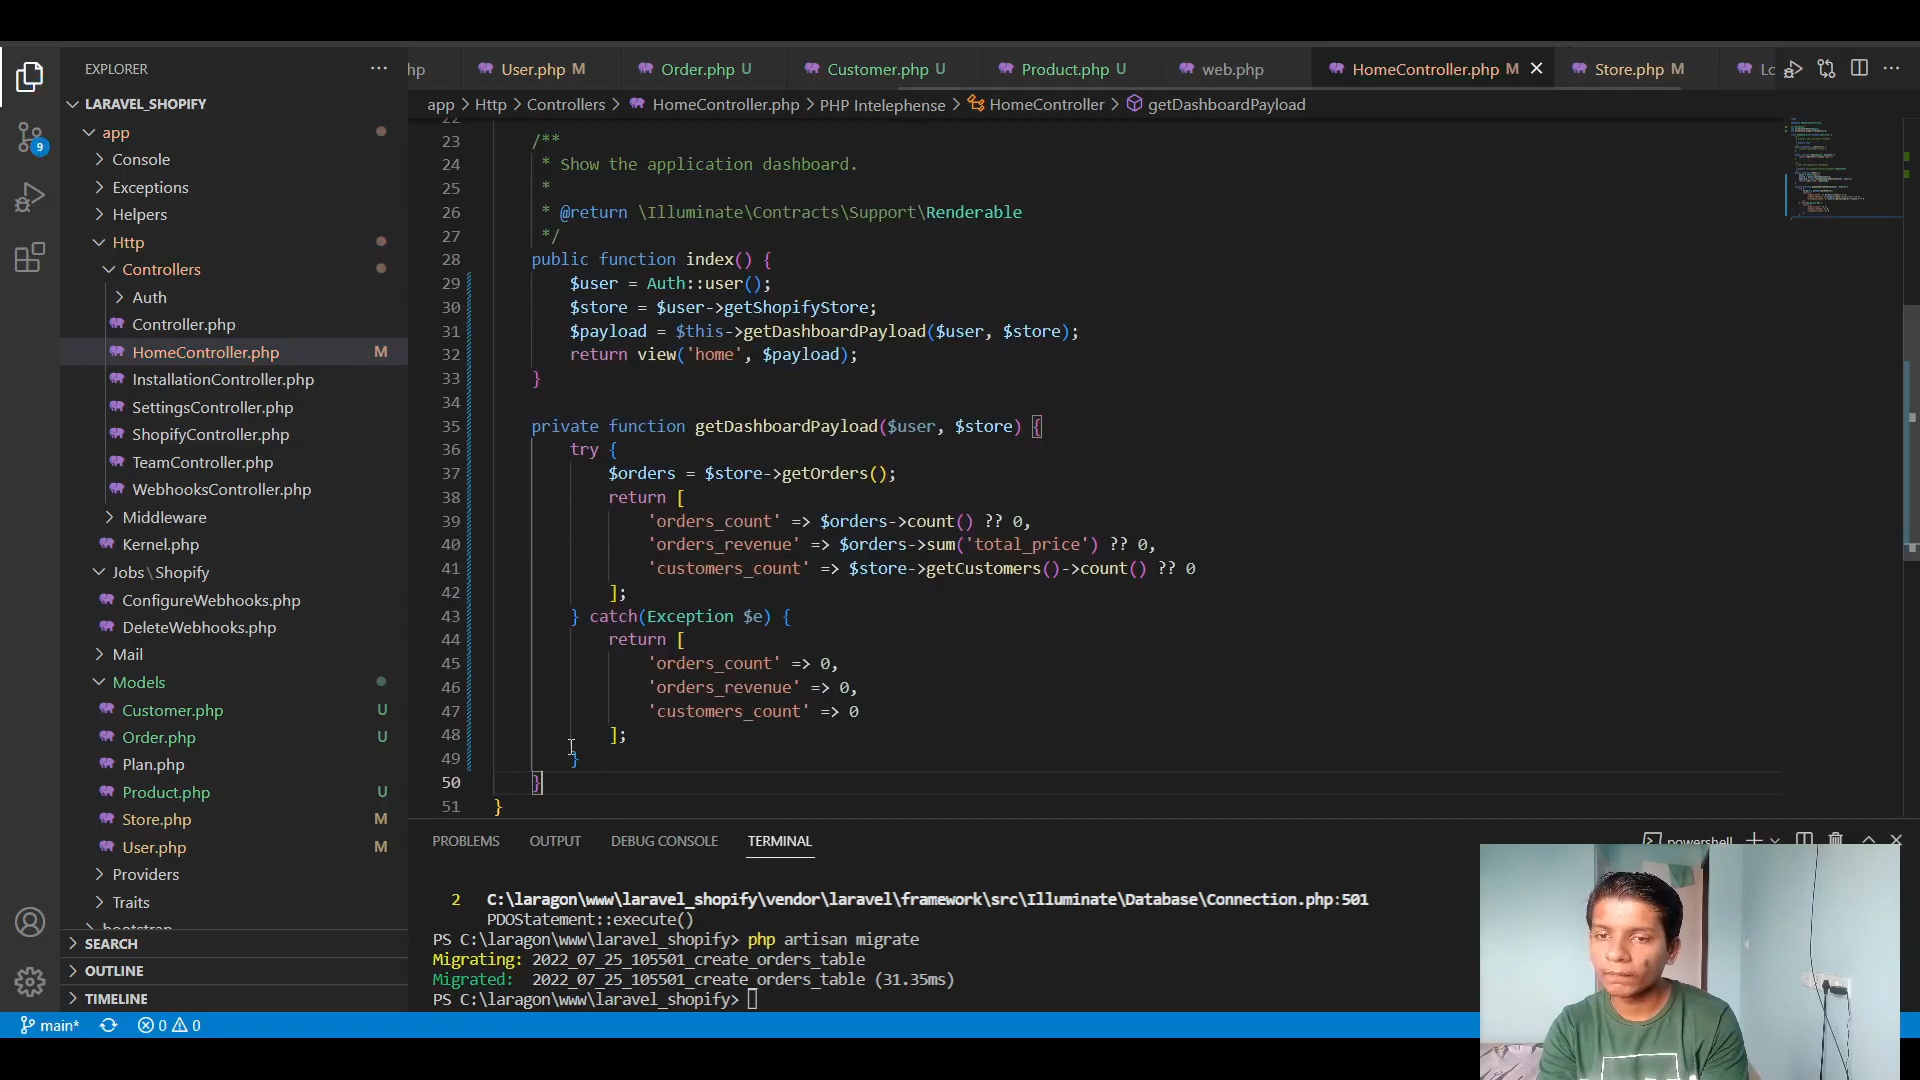 EXPLORER
hp
User.php M
Order.php U
Customer.php U
Product.php U
web.php
HomeController.php M
Store.php M
Lo
LARAVEL_SHOPIFY
app > Http > Controllers > HomeController.php > PHP Intelephense > HomeController > getDashboardPayload
app
Console
Exceptions
Helpers
Http
Controllers
Auth
Controller.php
HomeController.php M
InstallationController.php
SettingsController.php
ShopifyController.php
TeamController.php
WebhooksController.php
Middleware
Kernel.php
Jobs\Shopify
ConfigureWebhooks.php
DeleteWebhooks.php
Mail
Models
Customer.php U
Order.php U
Plan.php
Product.php U
Store.php M
User.php M
Providers
Traits
bootstrap
SEARCH
OUTLINE
TIMELINE
9
22
23 /**
24 * Show the application dashboard.
25 *
26 * @return \Illuminate\Contracts\Support\Renderable
27 */
28 public function index() {
29 $user = Auth::user();
30 $store = $user->getShopifyStore;
31 $payload = $this->getDashboardPayload($user, $store);
32 return view('home', $payload);
33 }
34
35 private function getDashboardPayload($user, $store) {
36 try {
37 $orders = $store->getOrders();
38 return [
39 'orders_count' => $orders->count() ?? 0,
40 'orders_revenue' => $orders->sum('total_price') ?? 0,
41 'customers_count' => $store->getCustomers()->count() ?? 0
42 ];
43 } catch(Exception $e) {
44 return [
45 'orders_count' => 0,
46 'orders_revenue' => 0,
47 'customers_count' => 0
48 ];
49 }
50 }
51 }
PROBLEMS OUTPUT DEBUG CONSOLE TERMINAL
powershell
2 C:\laragon\www\laravel_shopify\vendor\laravel\framework\src\Illuminate\Database\Connection.php:501
PDOStatement::execute()
PS C:\laragon\www\laravel_shopify> php artisan migrate
Migrating: 2022_07_25_105501_create_orders_table
Migrated: 2022_07_25_105501_create_orders_table (31.35ms)
PS C:\laragon\www\laravel_shopify>
main* 0 0